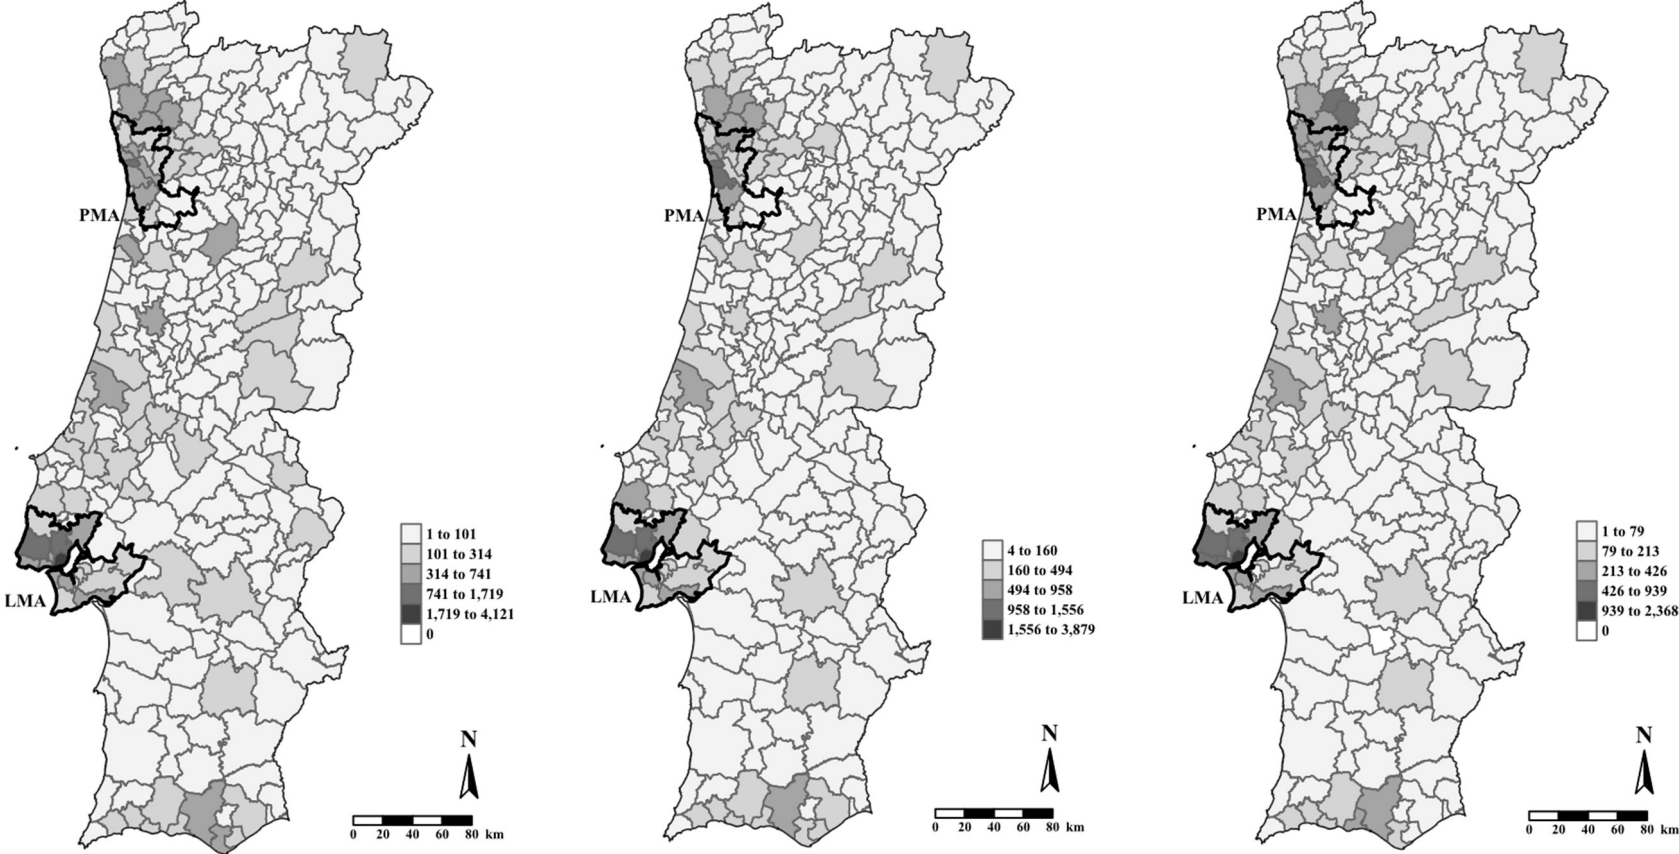 PMA
LMA
1 to 101
101 to 314
314 to 741
741 to 1,719
1,719 to 4,121
0
N
0 20 40 60 80 km
PMA
LMA
4 to 160
160 to 494
494 to 958
958 to 1,556
1,556 to 3,879
N
0 20 40 60 80 km
PMA
LMA
1 to 79
79 to 213
213 to 426
426 to 939
939 to 2,368
0
N
0 20 40 60 80 km